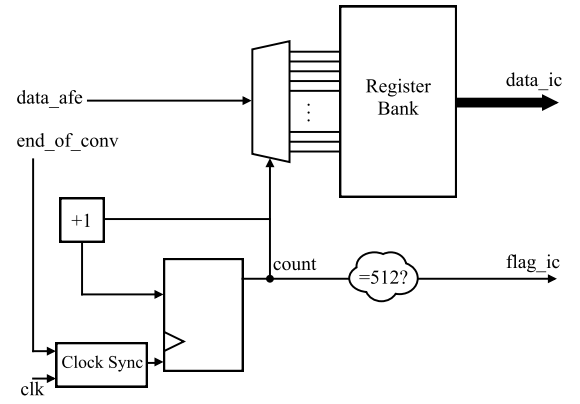 Register
Bank
data_ic
data_afe
end_of_conv
+1
count
=512?
flag_ic
Clock Sync
clk